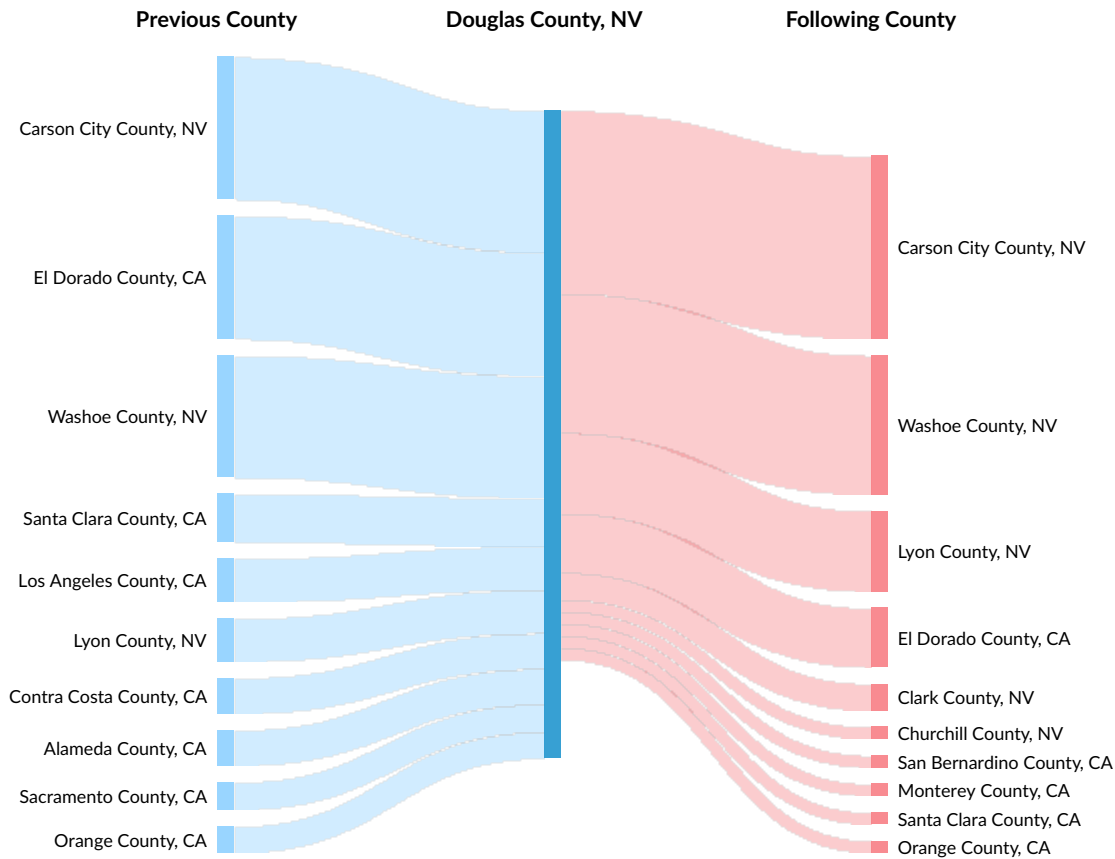 Previous County
Douglas County, NV
Following County
Carson City County, NV
El Dorado County, CA
Washoe County, NV
Santa Clara County, CA
Los Angeles County, CA
Lyon County, NV
Contra Costa County, CA
Alameda County, CA
Sacramento County, CA
Orange County, CA
Carson City County, NV
Washoe County, NV
Lyon County, NV
El Dorado County, CA
Clark County, NV
Churchill County, NV
San Bernardino County, CA
Monterey County, CA
Santa Clara County, CA
Orange County, CA